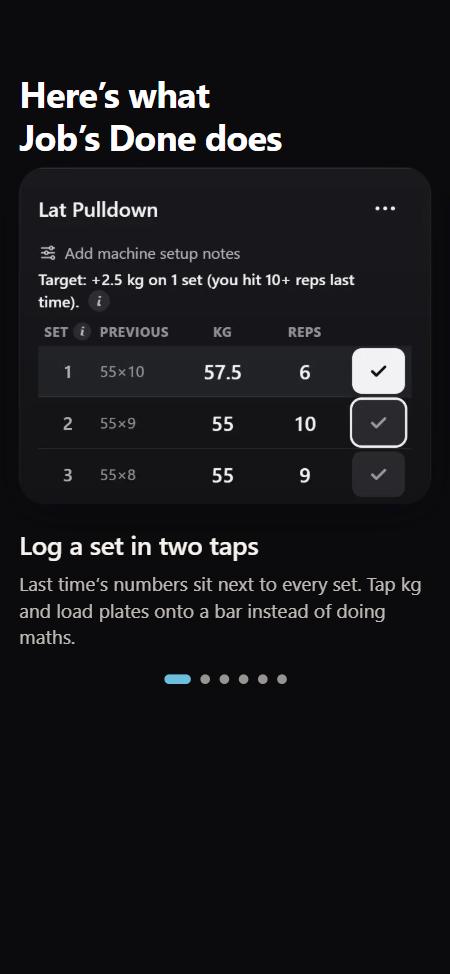 Here's what
Job's Done does
Lat Pulldown
Add machine setup notes
Target: +2.5 kg on 1 set (you hit 10+ reps last
time). i
SET i PREVIOUS KG REPS
1 55×10 57.5 6
2 55×9 55 10
3 55×8 55 9
Log a set in two taps
Last time's numbers sit next to every set. Tap kg
and load plates onto a bar instead of doing
maths.